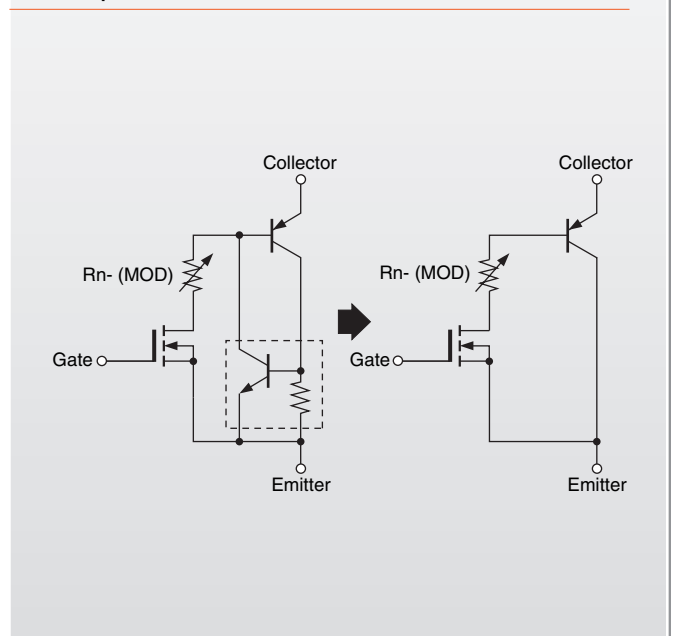 Collector
Rn- (MOD)
Gate
Emitter
Collector
Rn- (MOD)
Gate
Emitter